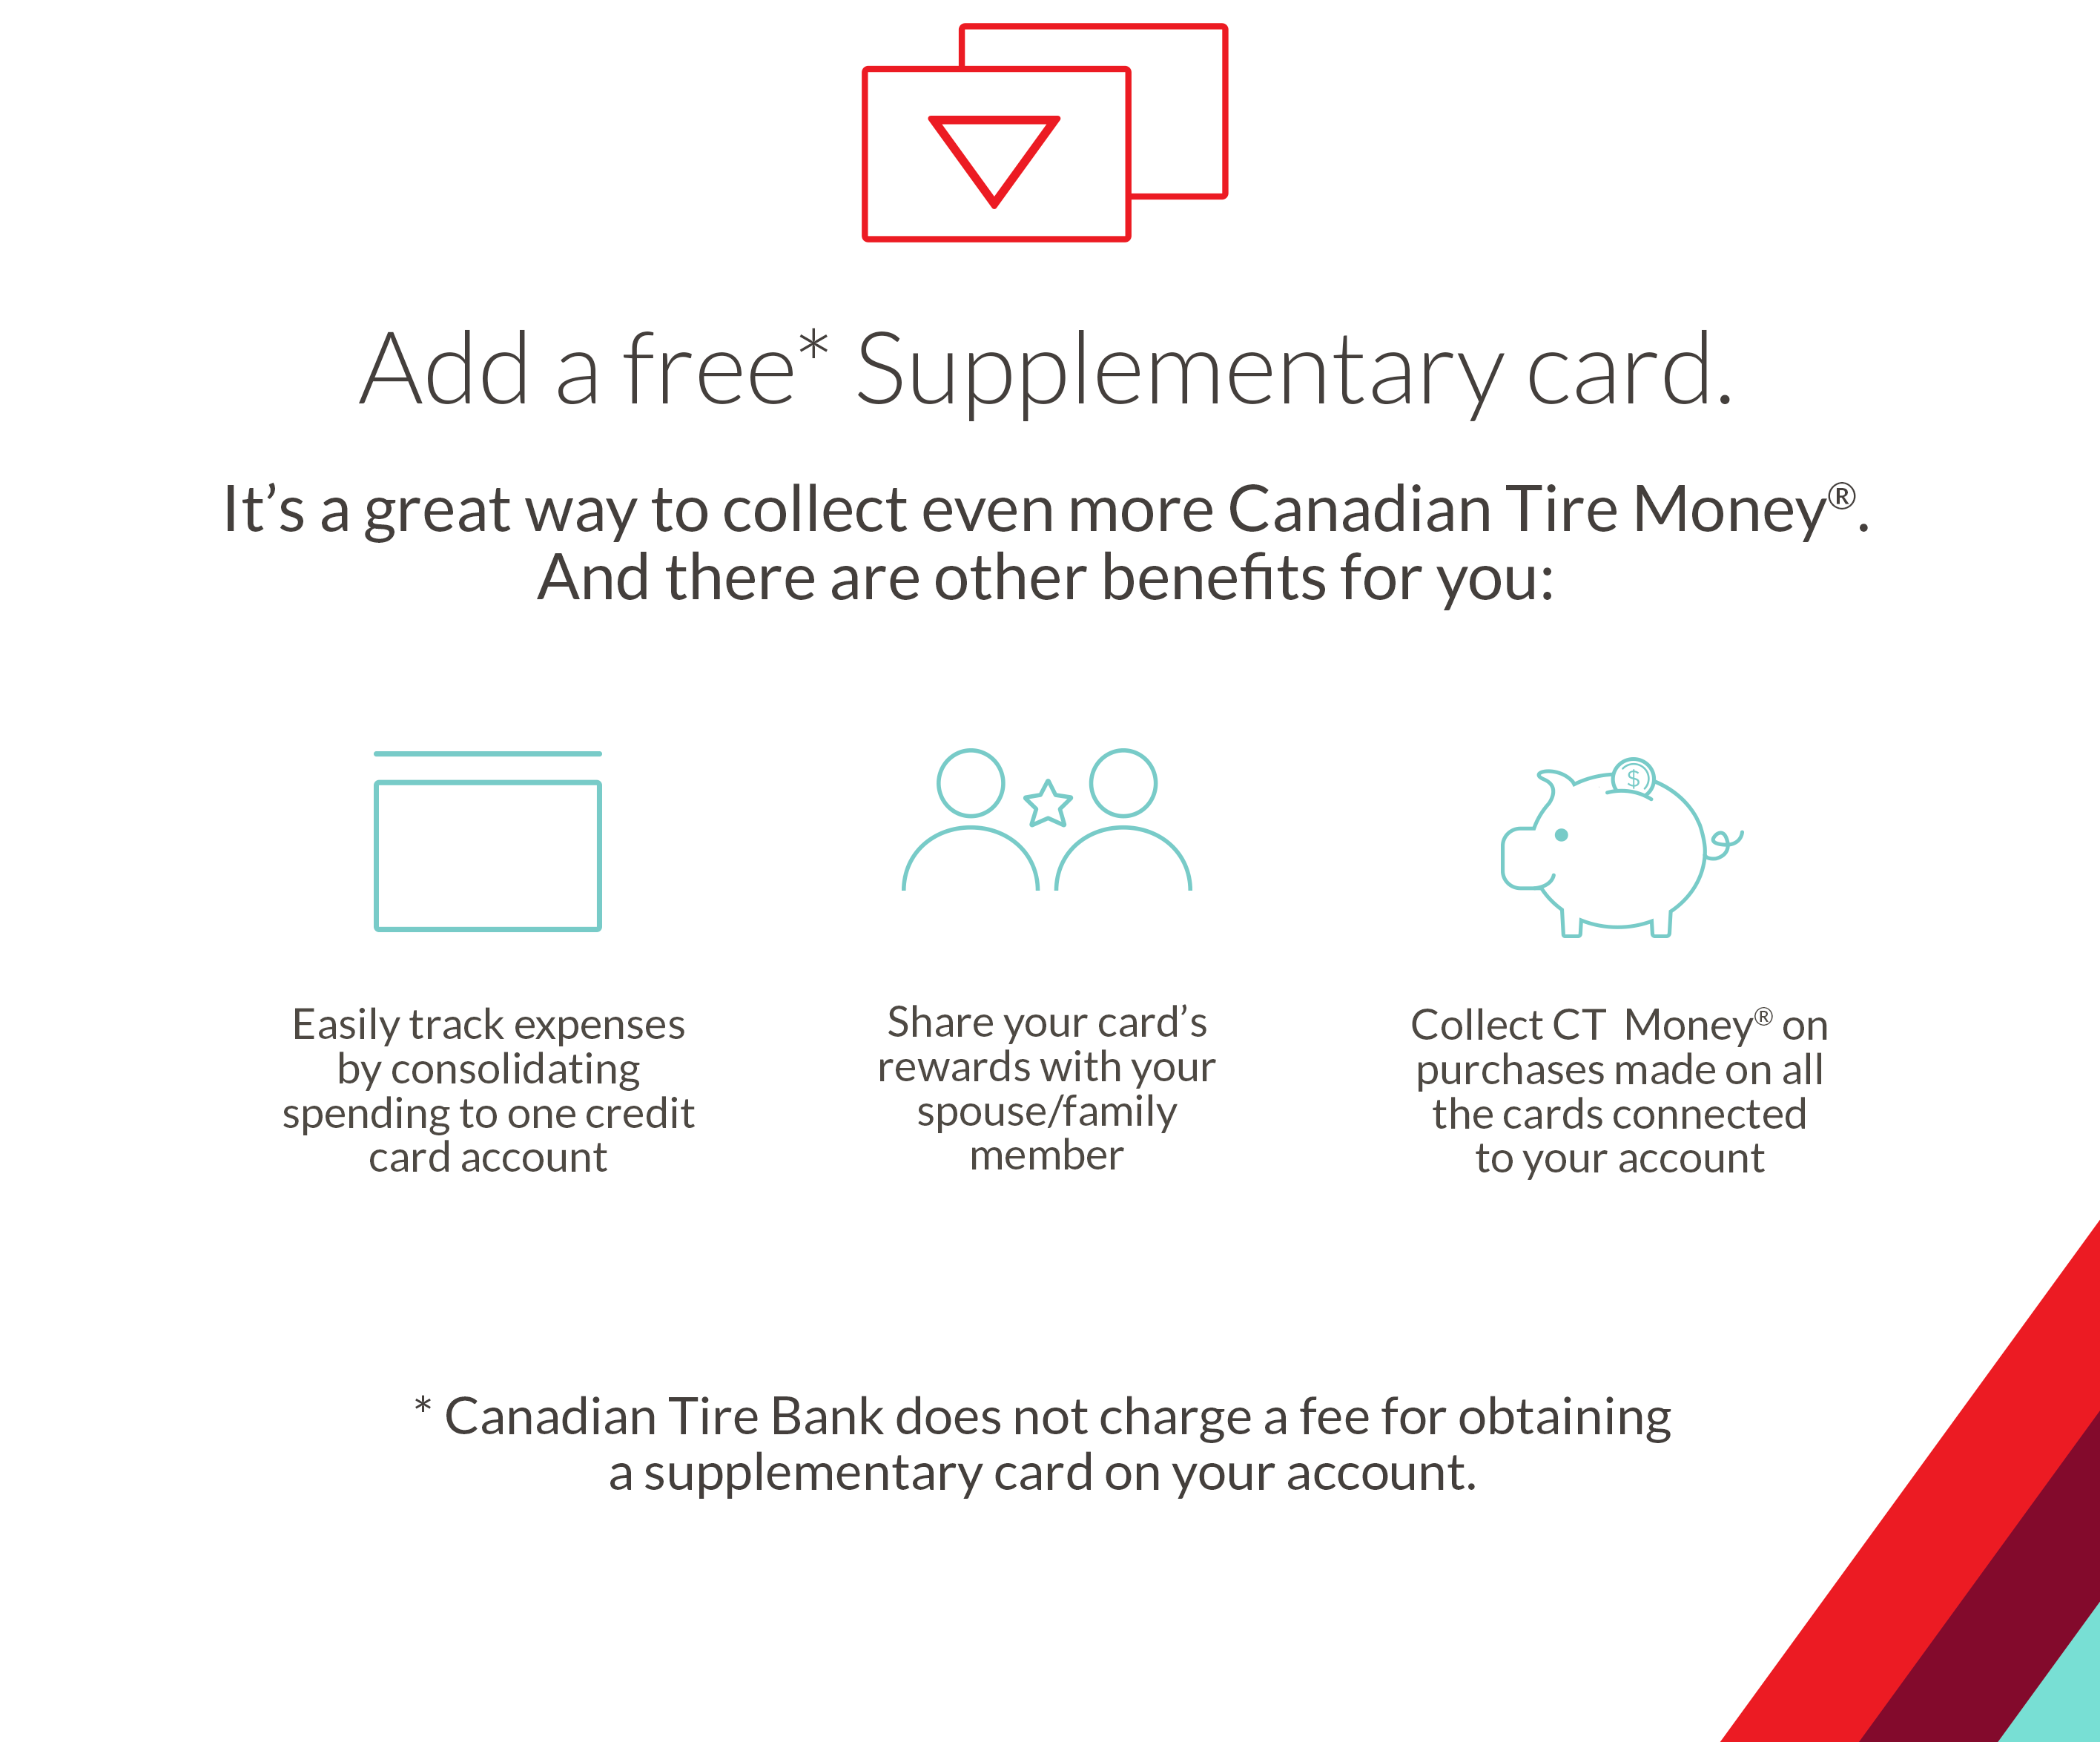 Add a free* Supplementary card.
It’s a great way to collect even more Canadian Tire Money®.
And there are other benefits for you:
$
Easily track expenses
by consolidating
spending to one credit
card account
Share your card’s
rewards with your
spouse/family
member
Collect CT Money® on
purchases made on all
the cards connected
to your account
* Canadian Tire Bank does not charge a fee for obtaining
a supplementary card on your account.